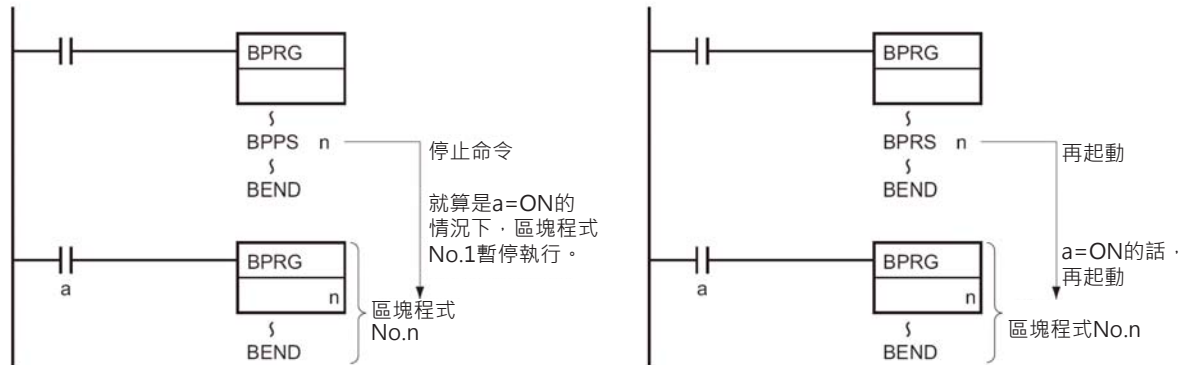 BPRG
BPPS n
停止命令
BEND
就算是a=ON的
情況下，區塊程式
No.1暫停執行。
a
BPRG
n
區塊程式
No.n
BEND
BPRG
BPRS n
再起動
BEND
a=ON的話，
再起動
a
BPRG
n
區塊程式No.n
BEND